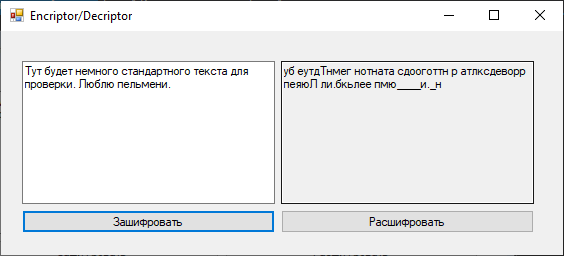 Encriptor/Decriptor
Тут будет немного стандартного текста для
проверки. Люблю пельмени.
уб еутдТнмег нотната сдооготтн р атлксдеворр
пеяюЛ ли.бкьлее пмю_____и._н
Зашифровать
Расшифровать